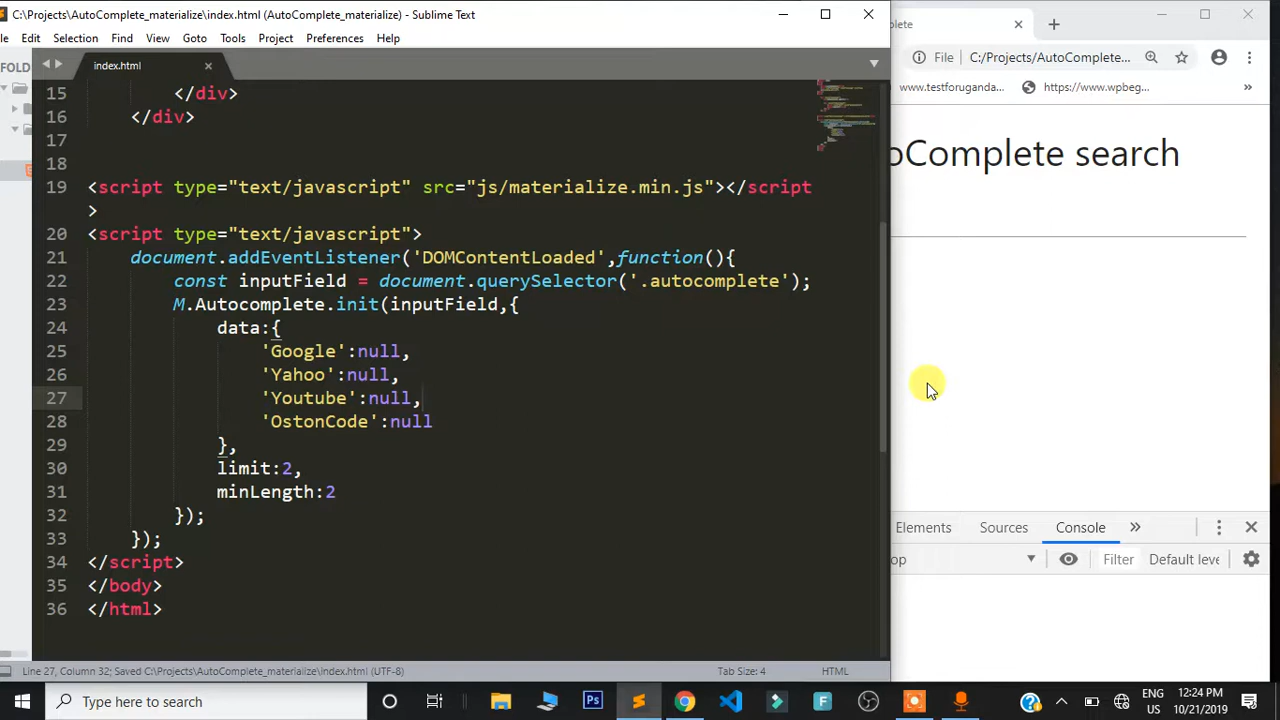 C:\Projects\AutoComplete_materialize\index.html (AutoComplete_materialize) - Sublime Text
le Edit Selection Find View Goto Tools Project Preferences Help
FOLD
index.html
15 </div>
16 </div>
17
18
19 <script type="text/javascript" src="js/materialize.min.js"></script
>
20 <script type="text/javascript">
21 document.addEventListener('DOMContentLoaded',function(){
22 const inputField = document.querySelector('.autocomplete');
23 M.Autocomplete.init(inputField,{
24 data:{
25 'Google':null,
26 'Yahoo':null,
27 'Youtube':null,
28 'OstonCode':null
29 },
30 limit:2,
31 minLength:2
32 });
33 });
34 </script>
35 </body>
36 </html>
Line 27, Column 32; Saved C:\Projects\AutoComplete_materialize\index.html (UTF-8) Tab Size: 4 HTML
plete
File C:/Projects/AutoComplete...
www.testforuganda... https://www.wpbeg... »
oComplete search
Elements Sources Console »
op Filter Default leve
Type here to search
Ps
F
ENG
US
12:24 PM
10/21/2019